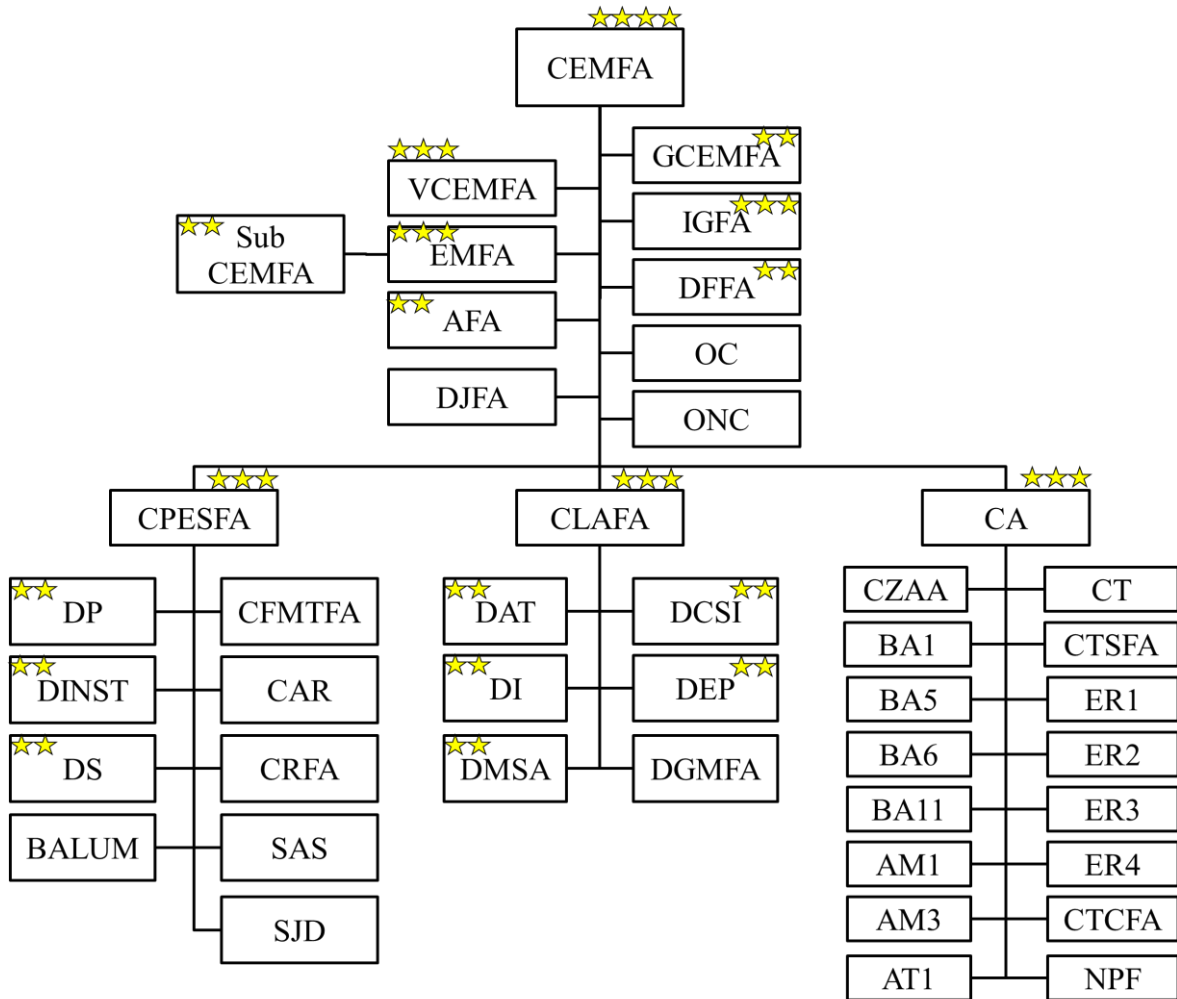 CEMFA
GCEMFA
VCEMFA
IGFA
Sub
CEMFA
EMFA
DFFA
AFA
OC
DJFA
ONC
CPESFA
CLAFA
CA
DP
CFMTFA
DINST
CAR
DS
CRFA
BALUM
SAS
SJD
DAT
DCSI
DI
DEP
DMSA
DGMFA
CZAA
CT
BA1
CTSFA
BA5
ER1
BA6
ER2
BA11
ER3
AM1
ER4
AM3
CTCFA
AT1
NPF